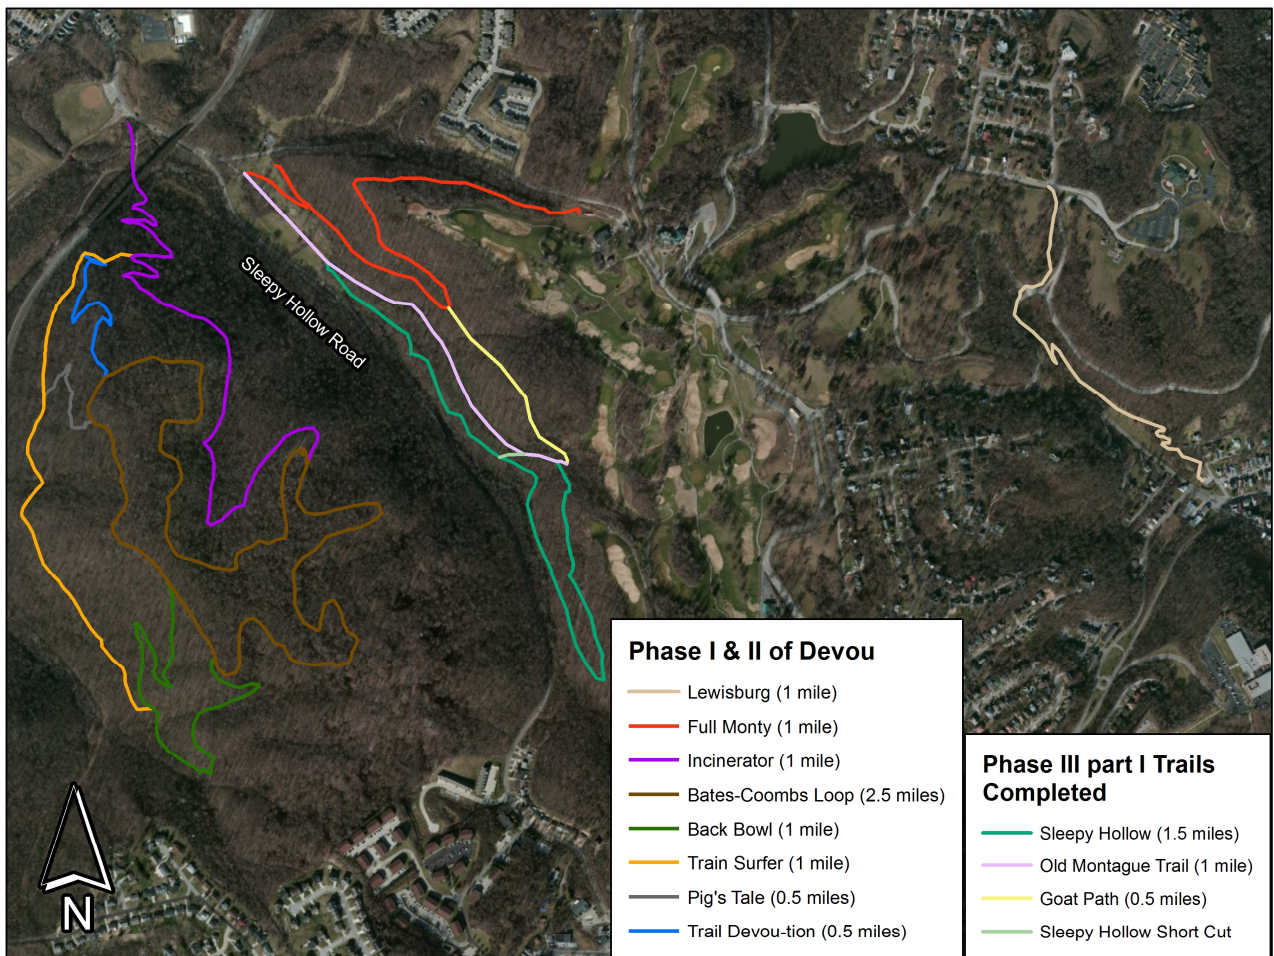 Sleepy Hollow Road
Phase I & II of Devou
Lewisburg (1 mile)
Full Monty (1 mile)
Incinerator (1 mile)
Bates-Coombs Loop (2.5 miles)
Back Bowl (1 mile)
Train Surfer (1 mile)
Pig's Tale (0.5 miles)
Trail Devou-tion (0.5 miles)
Phase III part I Trails
Completed
Sleepy Hollow (1.5 miles)
Old Montague Trail (1 mile)
Goat Path (0.5 miles)
Sleepy Hollow Short Cut
N